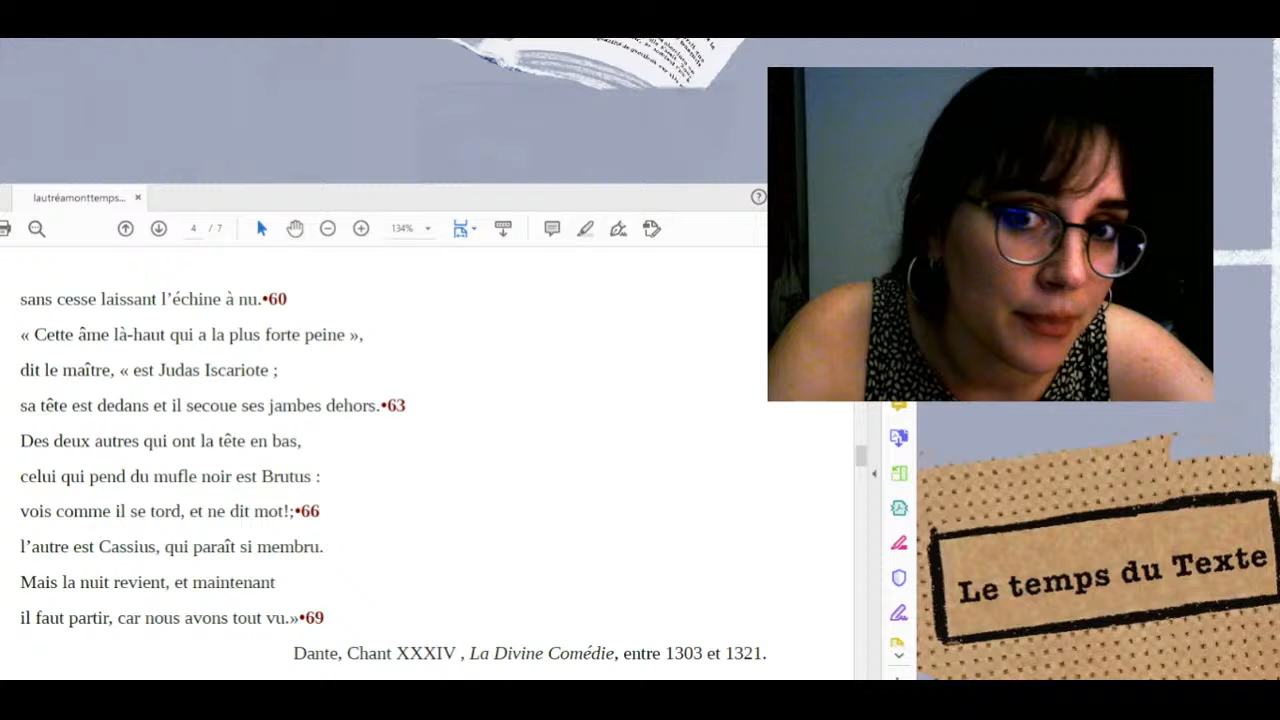 lautréamonttemps...
4 / 7
134%
sans cesse laissant l’échine à nu.•60
« Cette âme là-haut qui a la plus forte peine »,
dit le maître, « est Judas Iscariote ;
sa tête est dedans et il secoue ses jambes dehors.•63
Des deux autres qui ont la tête en bas,
celui qui pend du mufle noir est Brutus :
vois comme il se tord, et ne dit mot!;•66
l’autre est Cassius, qui paraît si membru.
Mais la nuit revient, et maintenant
il faut partir, car nous avons tout vu.»•69
Dante, Chant XXXIV , La Divine Comédie, entre 1303 et 1321.
Le temps du Texte